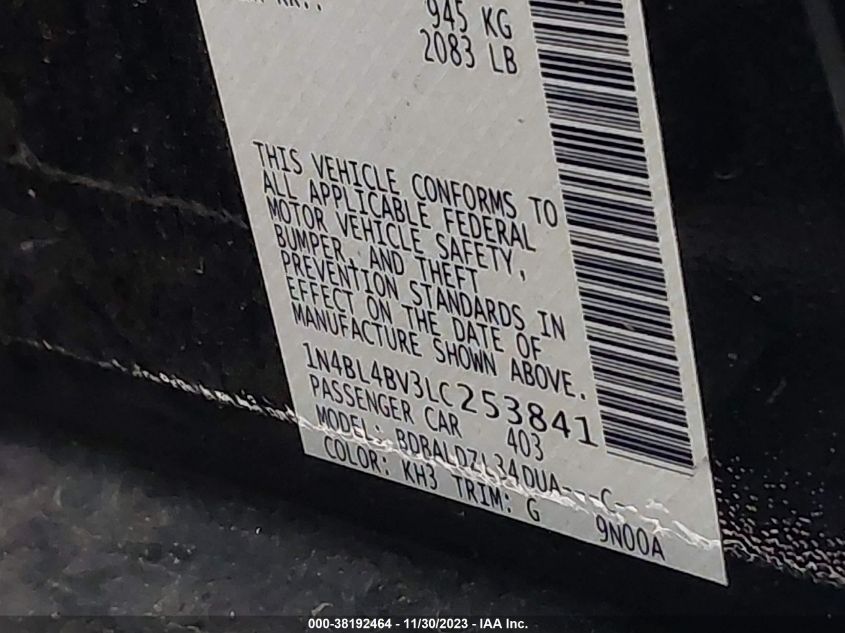 945 KG
2083 LB
THIS VEHICLE CONFORMS TO
ALL APPLICABLE FEDERAL
MOTOR VEHICLE SAFETY,
BUMPER, AND THEFT
PREVENTION STANDARDS IN
EFFECT ON THE DATE OF
MANUFACTURE SHOWN ABOVE.
1N4BL4BV3LC253841
PASSENGER CAR 403
MODEL: BDBALDZL34DUA---C--
COLOR: KH3 TRIM: G 9N00A
000-38192464 - 11/30/2023 - IAA Inc.